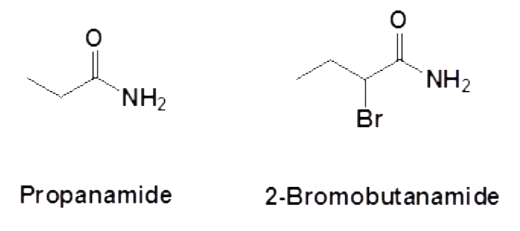 O O
NH₂ NH₂
Br
Propanamide 2-Bromobutanamide